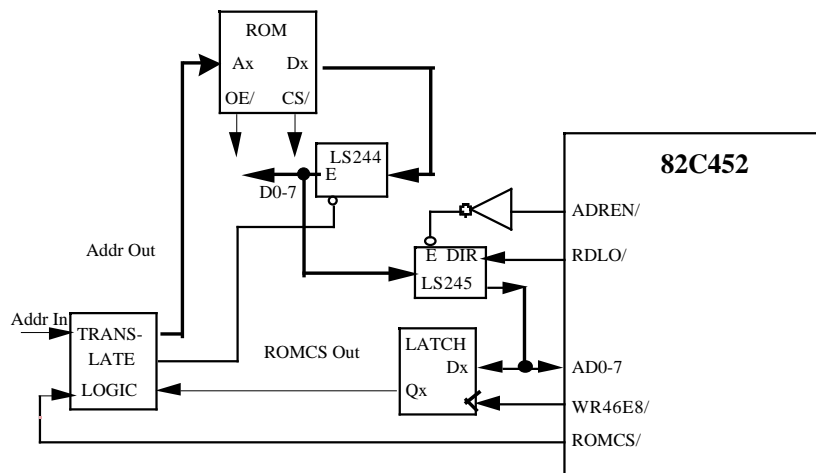 ROM
Ax Dx
OE/ CS/
LS244
E
D0-7
82C452
ADREN/
Addr Out
E DIR
RDLO/
LS245
Addr In
TRANS-
LATE
LOGIC
ROMCS Out
LATCH
Dx
Qx
AD0-7
WR46E8/
ROMCS/